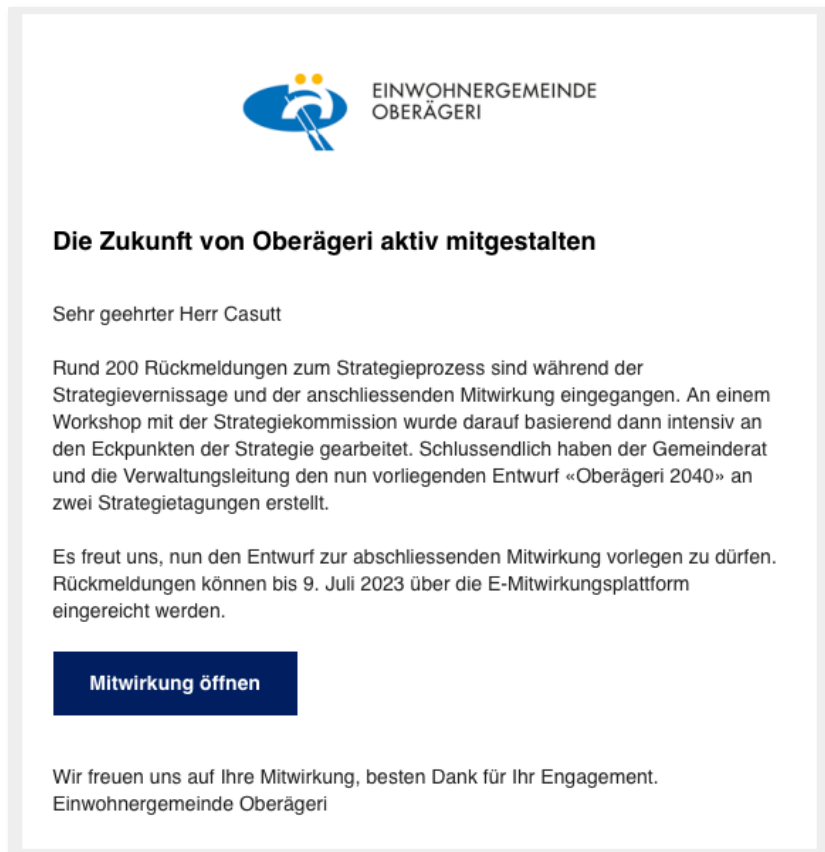 EINWOHNERGEMEINDE
OBERÄGERI
Die Zukunft von Oberägeri aktiv mitgestalten
Sehr geehrter Herr Casutt
Rund 200 Rückmeldungen zum Strategieprozess sind während der
Strategievernissage und der anschliessenden Mitwirkung eingegangen. An einem
Workshop mit der Strategiekommission wurde darauf basierend dann intensiv an
den Eckpunkten der Strategie gearbeitet. Schlussendlich haben der Gemeinderat
und die Verwaltungsleitung den nun vorliegenden Entwurf «Oberägeri 2040» an
zwei Strategietagungen erstellt.
Es freut uns, nun den Entwurf zur abschliessenden Mitwirkung vorlegen zu dürfen.
Rückmeldungen können bis 9. Juli 2023 über die E-Mitwirkungsplattform
eingereicht werden.
Mitwirkung öffnen
Wir freuen uns auf Ihre Mitwirkung, besten Dank für Ihr Engagement.
Einwohnergemeinde Oberägeri